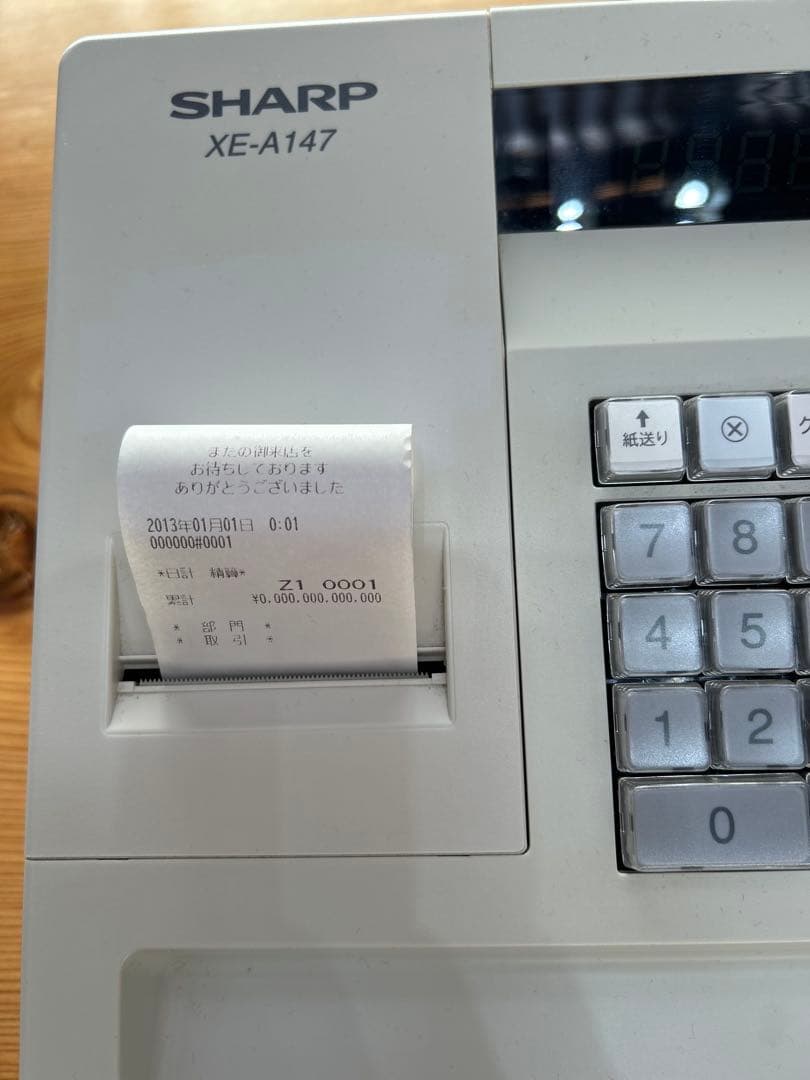 SHARP
XE-A147
またの御来店を
お待ちしております
ありがとうございました
2013年01月01日 0:01
000000#0001
*日計 精算*
Z1 0001
累計 ¥0.000.000.000.000
* 部 門 *
* 取 引 *
↑
紙送り
⊗
ク
7
8
4
5
1
2
0